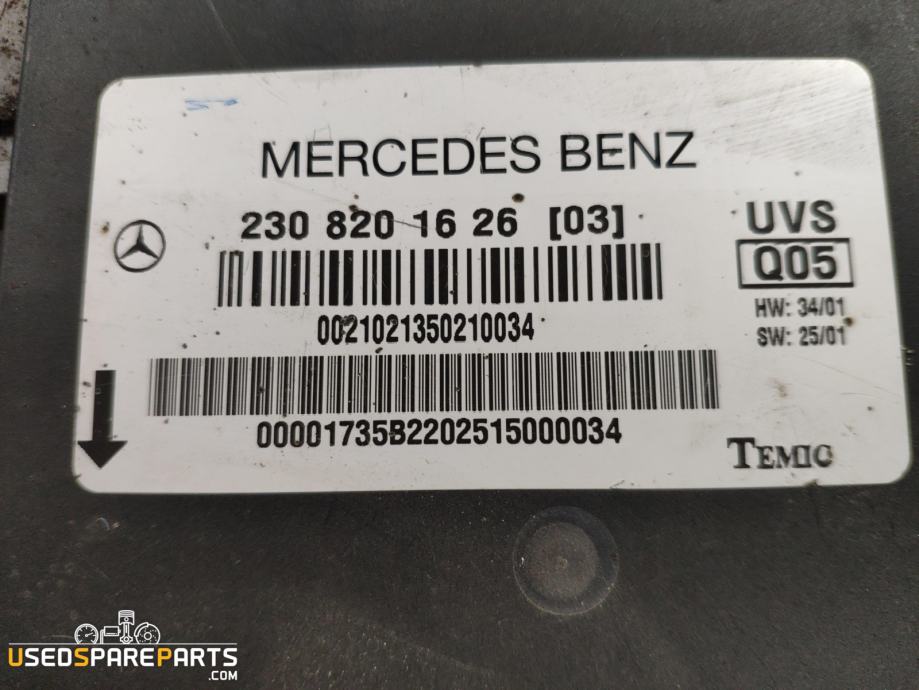 MERCEDES BENZ
230 820 16 26 [03]
UVS
Q05
HW: 34/01
SW: 25/01
0021021350210034
00001735B2202515000034
TEMIC
USEDSPAREPARTS
.COM